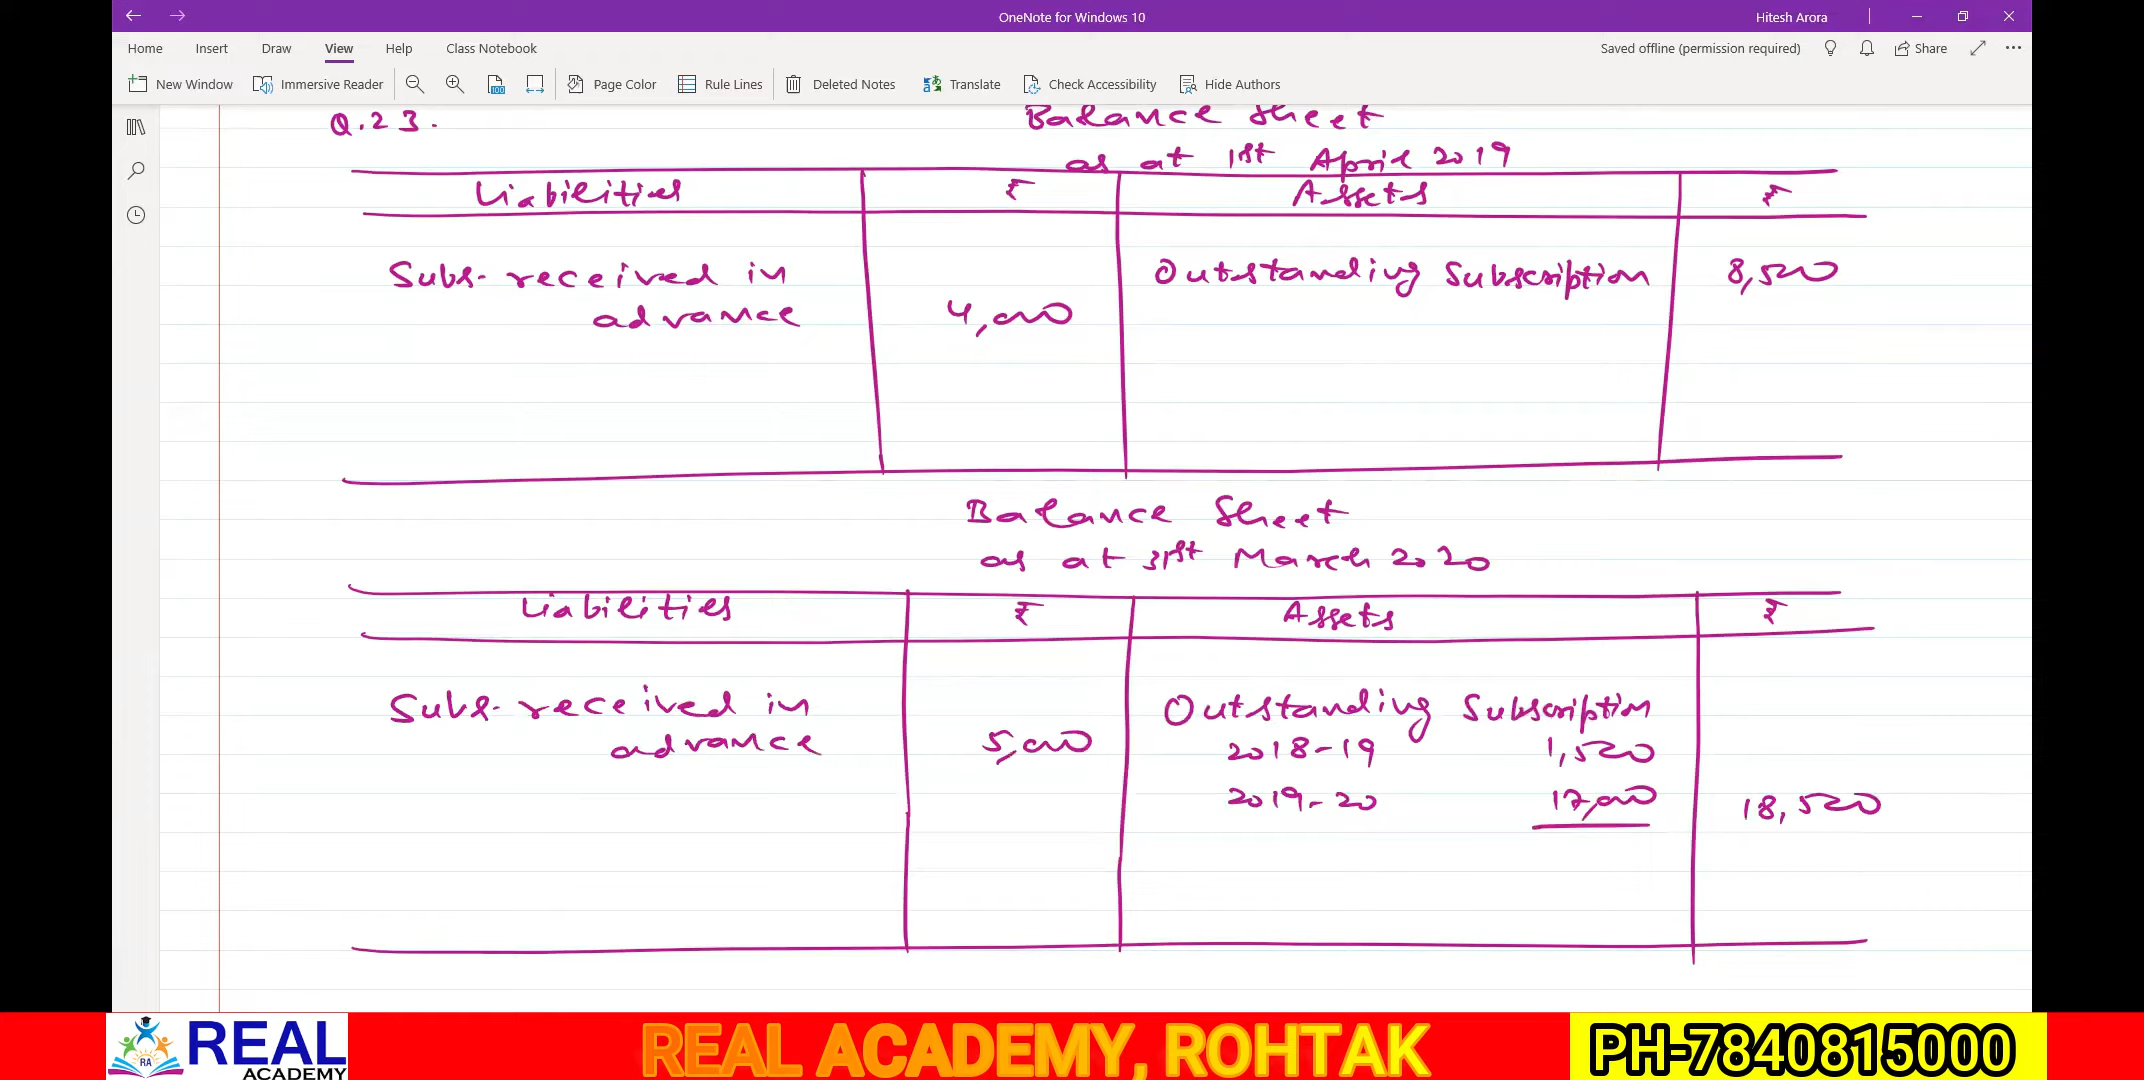 OneNote for Windows 10
Hitesh Arora
Home Insert Draw View Help Class Notebook
Saved offline (permission required) Share
New Window Immersive Reader 100 Page Color Rule Lines Deleted Notes Translate Check Accessibility Hide Authors
Q.23.
Balance Sheet
as at 1st April 2019
Liabilities ₹ Assets ₹
Subs. received in Outstanding Subscription 8,500
advance 4,000
Balance Sheet
as at 31st March 2020
Liabilities ₹ Assets ₹
Subs. received in Outstanding Subscription
advance 5,000 2018-19 1,500
2019-20 17,000 18,500
RA REAL ACADEMY
REAL ACADEMY, ROHTAK
PH-7840815000